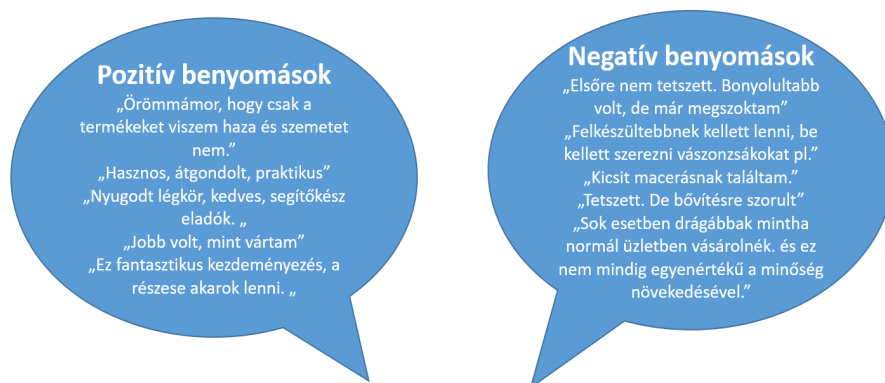 Pozitív benyomások
„Örömmámor, hogy csak a
termékeket viszem haza és szemetet
nem.”
„Hasznos, átgondolt, praktikus”
„Nyugodt légkör, kedves, segítőkész
eladók. „
„Jobb volt, mint vártam”
„Ez fantasztikus kezdeményezés, a
részese akarok lenni. „
Negatív benyomások
„Elsőre nem tetszett. Bonyolultabb
volt, de már megszoktam”
„Felkészültebbnek kellett lenni, be
kellett szerezni vászonzsákokat pl.”
„Kicsit macerásnak találtam.”
„Tetszett. De bővítésre szorult”
„Sok esetben drágábbak mintha
normál üzletben vásárolnék. és ez
nem mindig egyenértékű a minőség
növekedésével.”